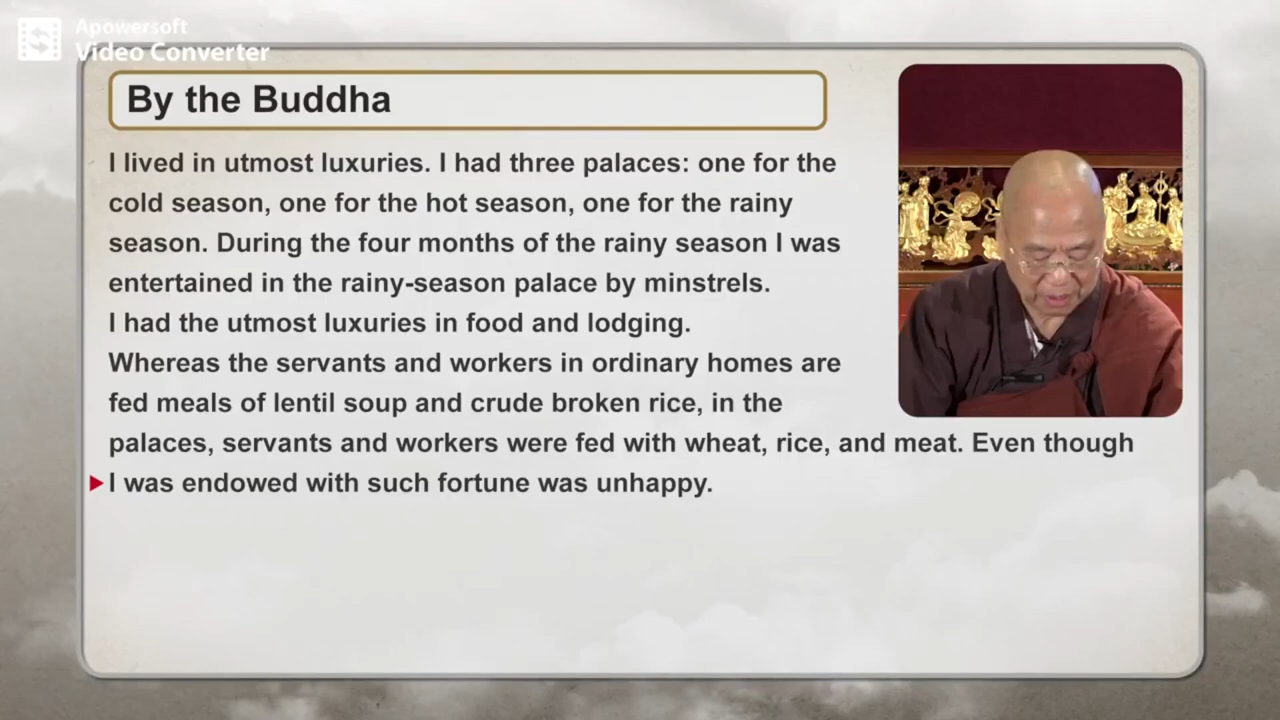 Apowersoft
Video Converter
By the Buddha
I lived in utmost luxuries. I had three palaces: one for the
cold season, one for the hot season, one for the rainy
season. During the four months of the rainy season I was
entertained in the rainy-season palace by minstrels.
I had the utmost luxuries in food and lodging.
Whereas the servants and workers in ordinary homes are
fed meals of lentil soup and crude broken rice, in the
palaces, servants and workers were fed with wheat, rice, and meat. Even though
I was endowed with such fortune was unhappy.